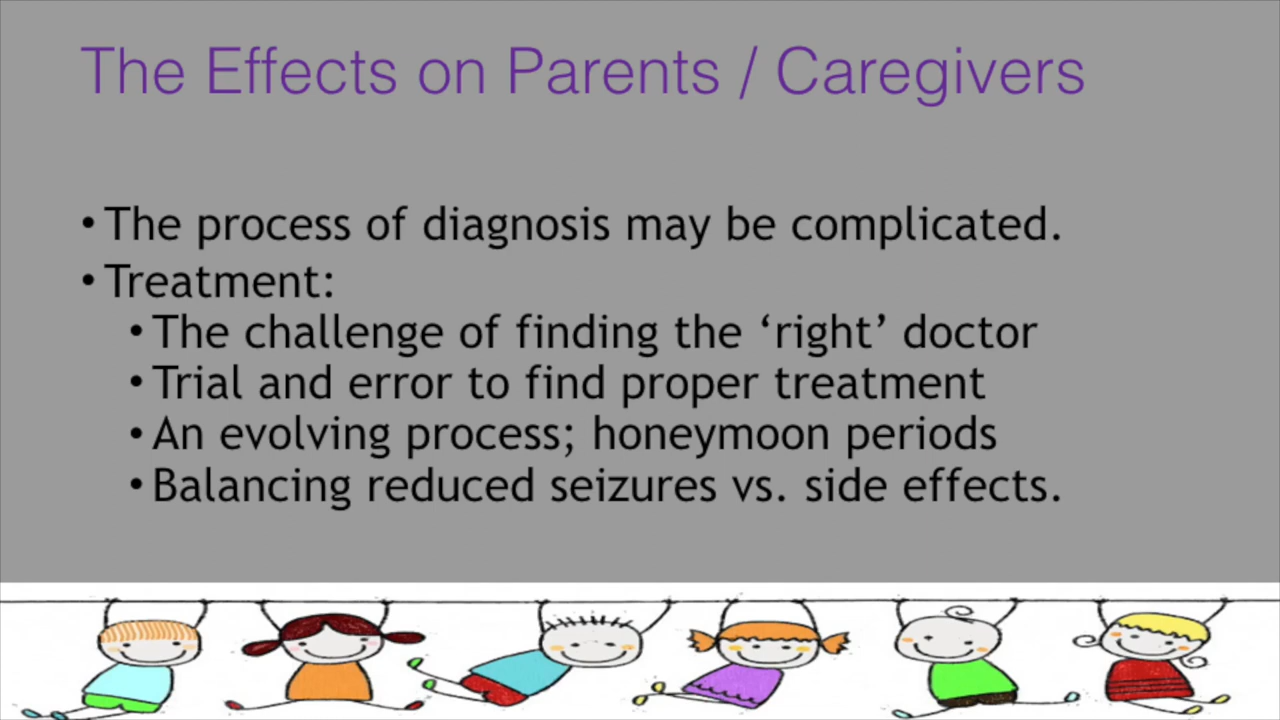 The Effects on Parents / Caregivers
• The process of diagnosis may be complicated.
• Treatment:
• The challenge of finding the ‘right’ doctor
• Trial and error to find proper treatment
• An evolving process; honeymoon periods
• Balancing reduced seizures vs. side effects.